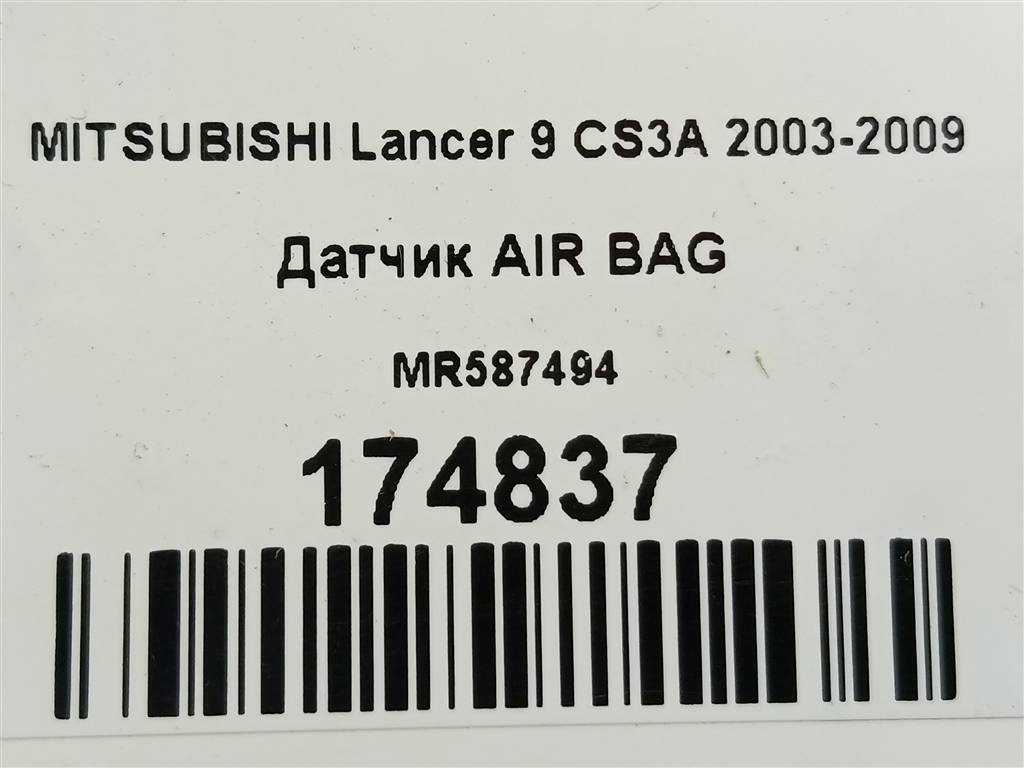 MITSUBISHI Lancer 9 CS3A 2003-2009
Датчик AIR BAG
MR587494
174837